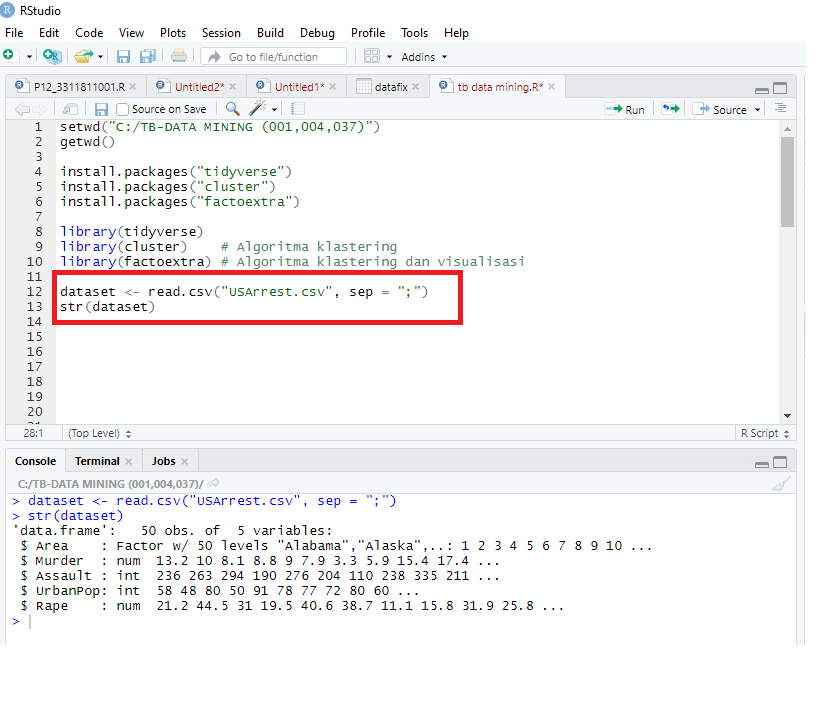 RStudio
File Edit Code View Plots Session Build Debug Profile Tools Help
Go to file/function Addins
P12_3311811001.R Untitled2* Untitled1* datafix tb data mining.R*
Source on Save Run Source
1 setwd("C:/TB-DATA MINING (001,004,037)")
2 getwd()
3
4 install.packages("tidyverse")
5 install.packages("cluster")
6 install.packages("factoextra")
7
8 library(tidyverse)
9 library(cluster)    # Algoritma klastering
10 library(factoextra) # Algoritma klastering dan visualisasi
11
12 dataset <- read.csv("USArrest.csv", sep = ";")
13 str(dataset)
14
15
16
17
18
19
20
28:1 (Top Level) R Script
Console Terminal Jobs
C:/TB-DATA MINING (001,004,037)/
> dataset <- read.csv("USArrest.csv", sep = ";")
> str(dataset)
'data.frame':   50 obs. of  5 variables:
$ Area    : Factor w/ 50 levels "Alabama","Alaska",..: 1 2 3 4 5 6 7 8 9 10 ...
$ Murder  : num  13.2 10 8.1 8.8 9 7.9 3.3 5.9 15.4 17.4 ...
$ Assault : int  236 263 294 190 276 204 110 238 335 211 ...
$ UrbanPop: int  58 48 80 50 91 78 77 72 80 60 ...
$ Rape    : num  21.2 44.5 31 19.5 40.6 38.7 11.1 15.8 31.9 25.8 ...
>